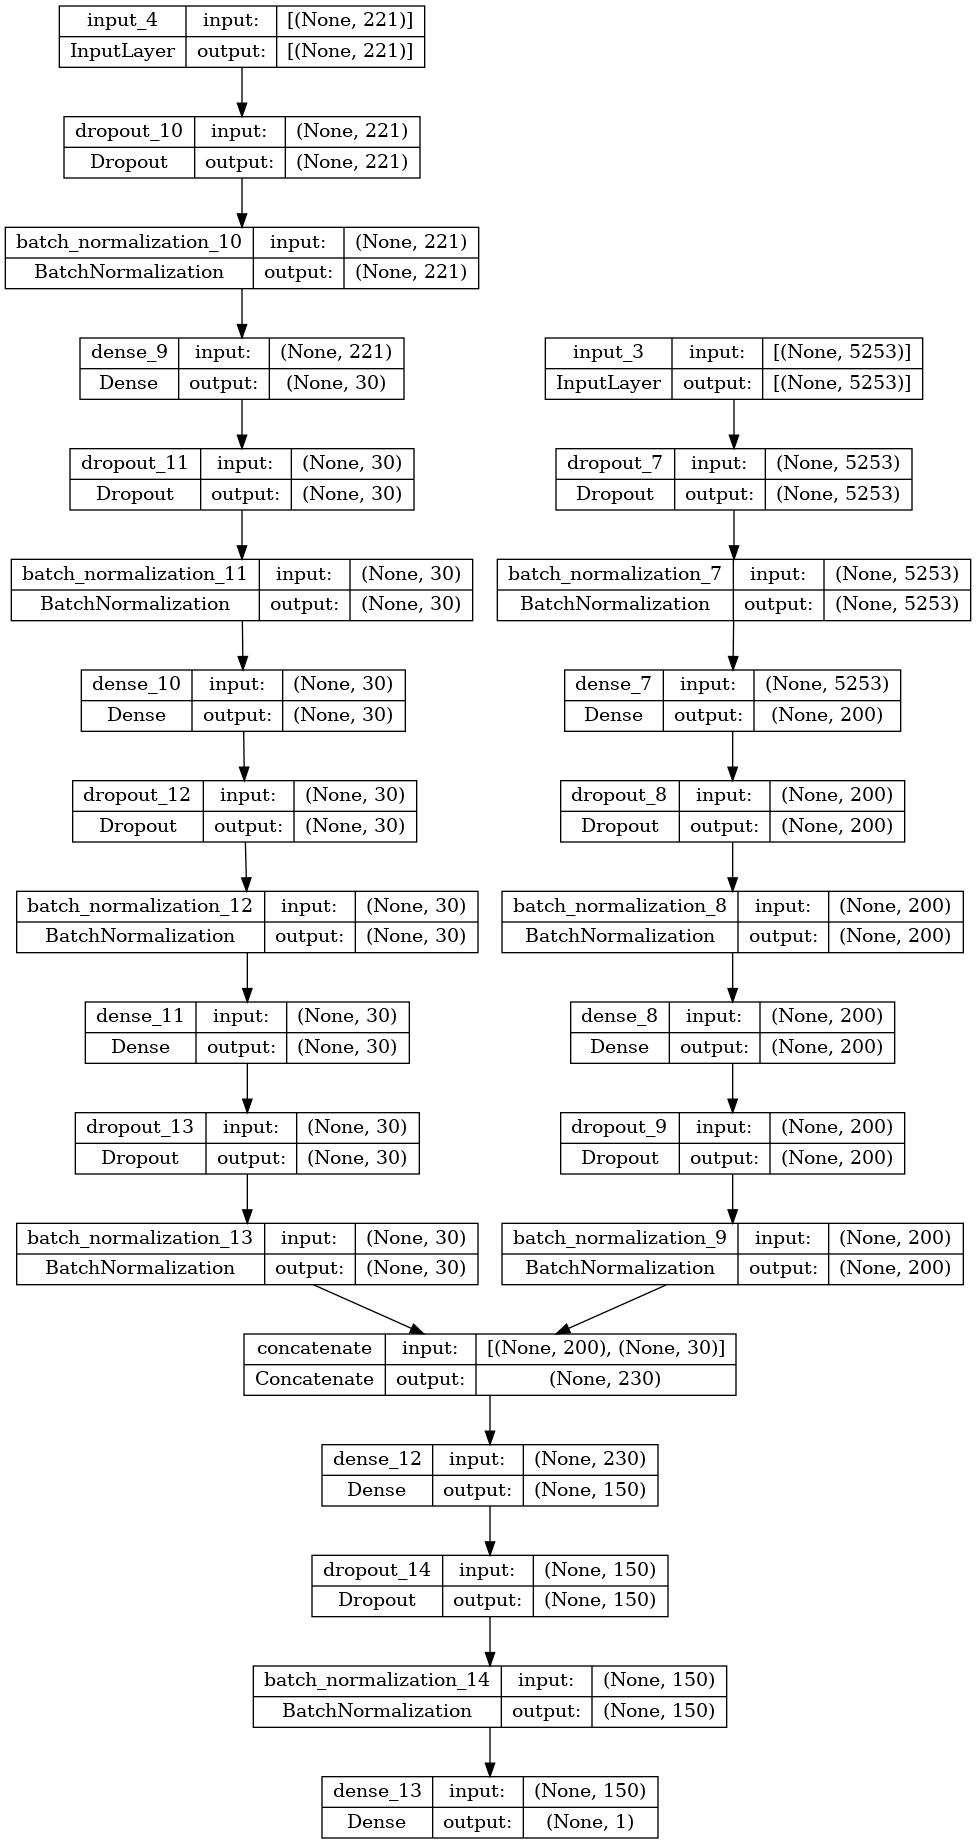 input_4 input: [(None, 221)]
InputLayer output: [(None, 221)]
dropout_10 input: (None, 221)
Dropout output: (None, 221)
batch_normalization_10 input: (None, 221)
BatchNormalization output: (None, 221)
dense_9 input: (None, 221)
Dense output: (None, 30)
dropout_11 input: (None, 30)
Dropout output: (None, 30)
batch_normalization_11 input: (None, 30)
BatchNormalization output: (None, 30)
dense_10 input: (None, 30)
Dense output: (None, 30)
dropout_12 input: (None, 30)
Dropout output: (None, 30)
batch_normalization_12 input: (None, 30)
BatchNormalization output: (None, 30)
dense_11 input: (None, 30)
Dense output: (None, 30)
dropout_13 input: (None, 30)
Dropout output: (None, 30)
batch_normalization_13 input: (None, 30)
BatchNormalization output: (None, 30)
input_3 input: [(None, 5253)]
InputLayer output: [(None, 5253)]
dropout_7 input: (None, 5253)
Dropout output: (None, 5253)
batch_normalization_7 input: (None, 5253)
BatchNormalization output: (None, 5253)
dense_7 input: (None, 5253)
Dense output: (None, 200)
dropout_8 input: (None, 200)
Dropout output: (None, 200)
batch_normalization_8 input: (None, 200)
BatchNormalization output: (None, 200)
dense_8 input: (None, 200)
Dense output: (None, 200)
dropout_9 input: (None, 200)
Dropout output: (None, 200)
batch_normalization_9 input: (None, 200)
BatchNormalization output: (None, 200)
concatenate input: [(None, 200), (None, 30)]
Concatenate output: (None, 230)
dense_12 input: (None, 230)
Dense output: (None, 150)
dropout_14 input: (None, 150)
Dropout output: (None, 150)
batch_normalization_14 input: (None, 150)
BatchNormalization output: (None, 150)
dense_13 input: (None, 150)
Dense output: (None, 1)